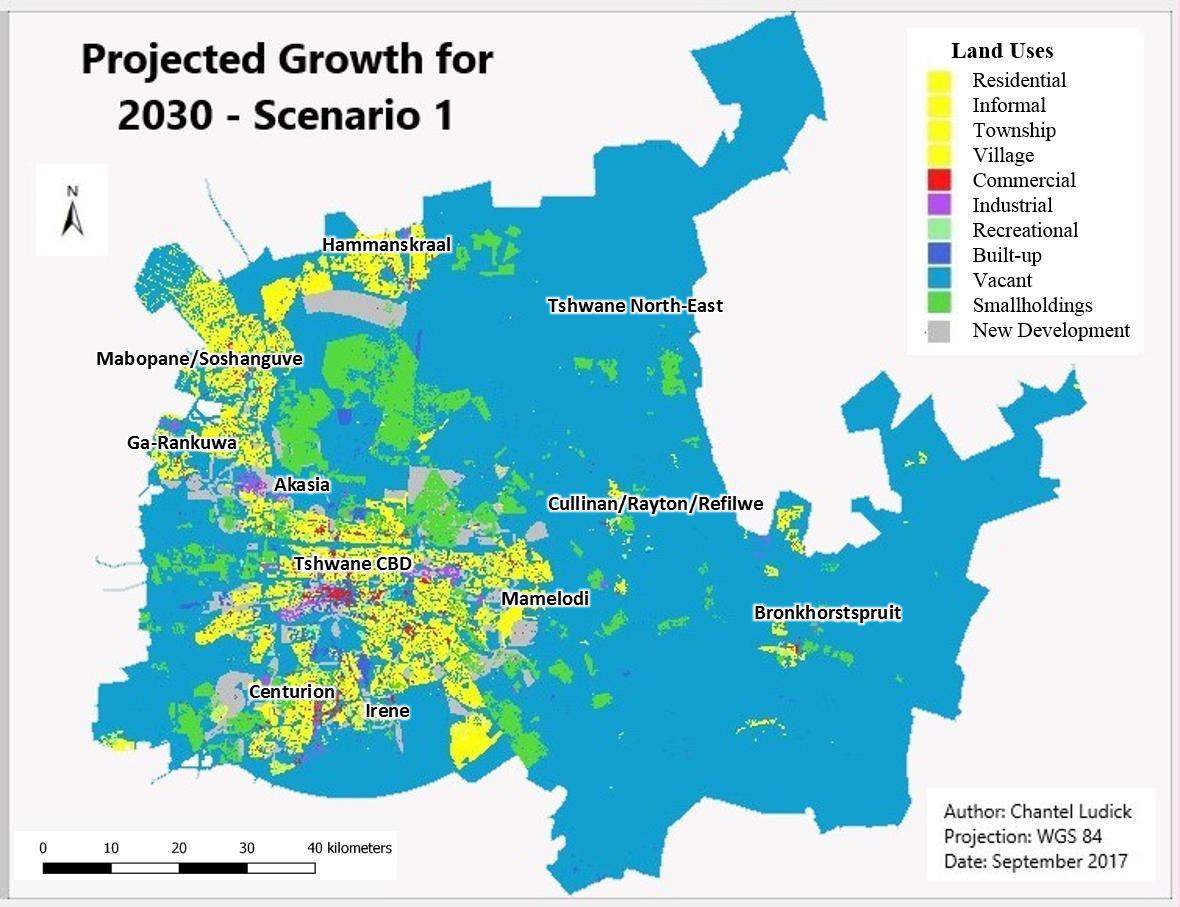 Projected Growth for
2030 - Scenario 1
N
Land Uses
Residential
Informal
Township
Village
Commercial
Industrial
Recreational
Built-up
Vacant
Smallholdings
New Development
Hammanskraal
Tshwane North-East
Mabopane/Soshanguve
Ga-Rankuwa
Akasia
Cullinan/Rayton/Refilwe
Tshwane CBD
Mamelodi
Bronkhorstspruit
Centurion
Irene
0 10 20 30 40 kilometers
Author: Chantel Ludick
Projection: WGS 84
Date: September 2017